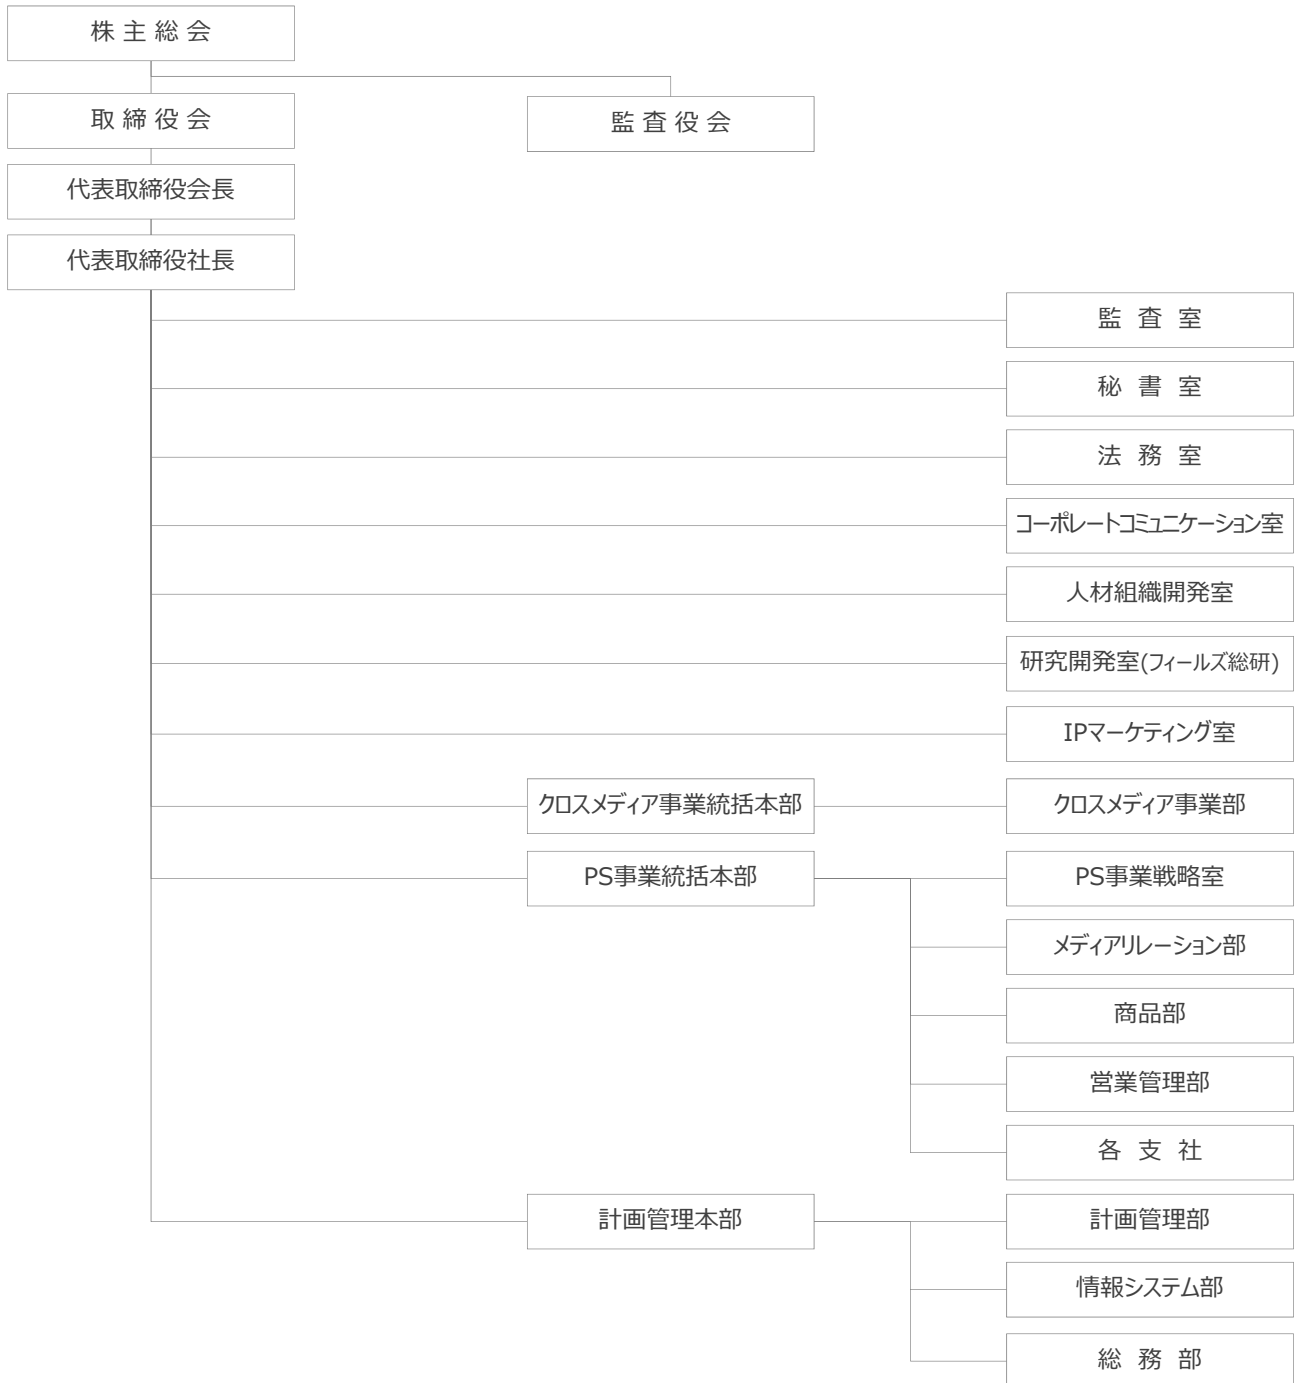 株 主 総 会
取 締 役 会
監 査 役 会
代表取締役会長
代表取締役社長
監 査 室
秘 書 室
法 務 室
コーポレートコミュニケーション室
人材組織開発室
研究開発室(フィールズ総研)
IPマーケティング室
クロスメディア事業統括本部
クロスメディア事業部
PS事業統括本部
PS事業戦略室
メディアリレーション部
商品部
営業管理部
各 支 社
計画管理本部
計画管理部
情報システム部
総 務 部